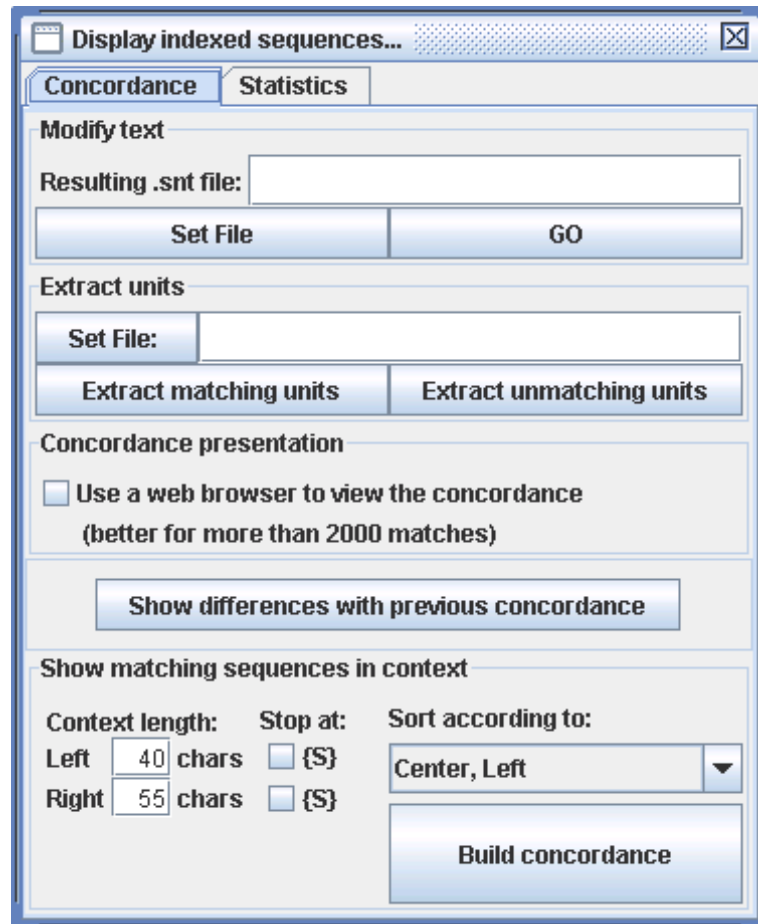 Display indexed sequences...
Concordance Statistics
Modify text
Resulting .snt file:
Set File GO
Extract units
Set File:
Extract matching units Extract unmatching units
Concordance presentation
Use a web browser to view the concordance
(better for more than 2000 matches)
Show differences with previous concordance
Show matching sequences in context
Context length: Stop at: Sort according to:
Left 40 chars {S} Center, Left
Right 55 chars {S}
Build concordance